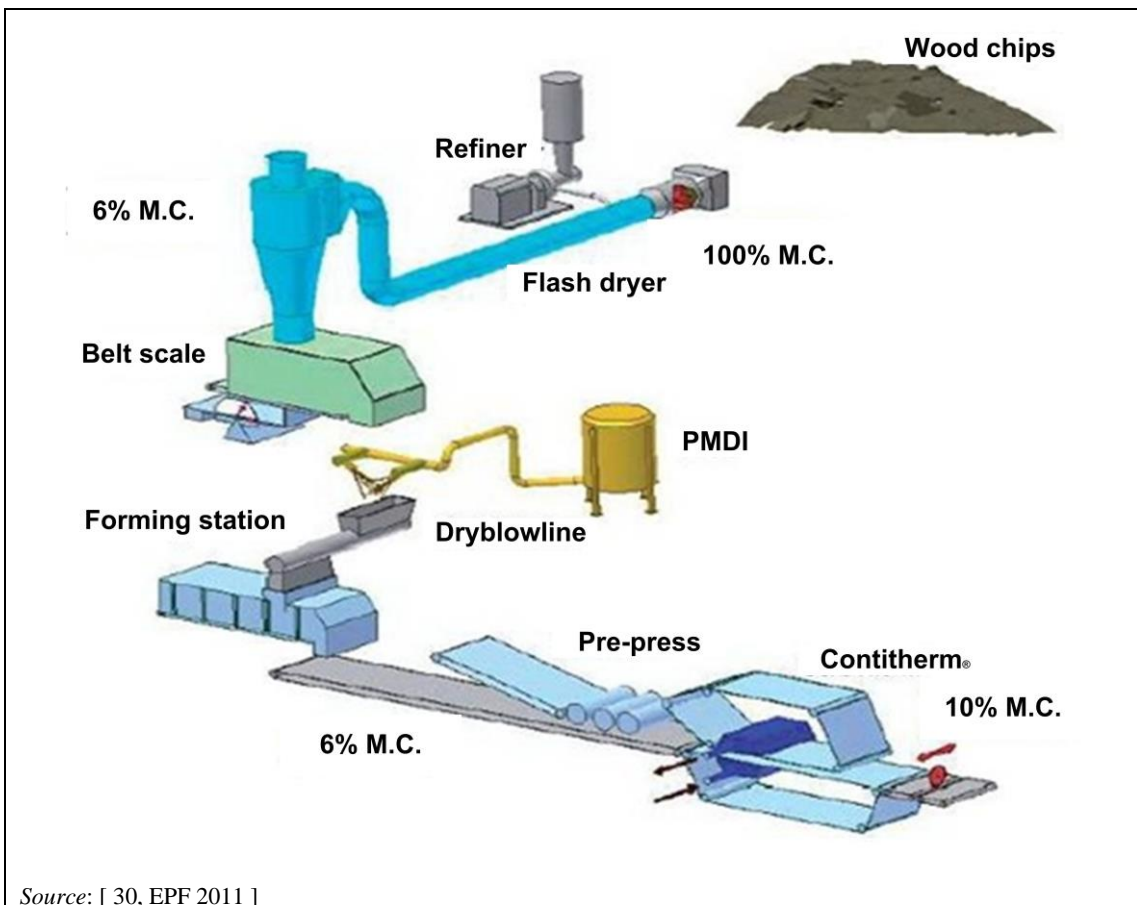 Wood chips
Refiner
6% M.C.
100% M.C.
Flash dryer
Belt scale
PMDI
Forming station
Dryblowline
Pre-press
Contitherm®
10% M.C.
6% M.C.
Source: [ 30, EPF 2011 ]